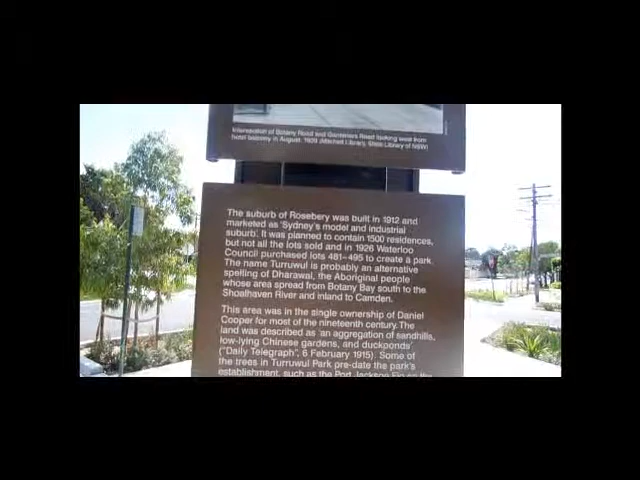 Intersection of Botany Road and Gardeners Road looking west from
hotel balcony in August 1929 (Mitchell Library, State Library of NSW)
The suburb of Rosebery was built in 1912 and
marketed as 'Sydney's model and industrial
suburb'. It was planned to contain 1500 residences,
but not all the lots sold and in 1926 Waterloo
Council purchased lots 481–495 to create a park.
The name Turruwul is probably an alternative
spelling of Dharawal, the Aboriginal people
whose area spread from Botany Bay south to the
Shoalhaven River and inland to Camden.
This area was in the single ownership of Daniel
Cooper for most of the nineteenth century. The
land was described as 'an aggregation of sandhills,
low-lying Chinese gardens, and duckponds'
("Daily Telegraph", 6 February 1915). Some of
the trees in Turruwul Park pre-date the park's
establishment, such as the Port Jackson Fig on the